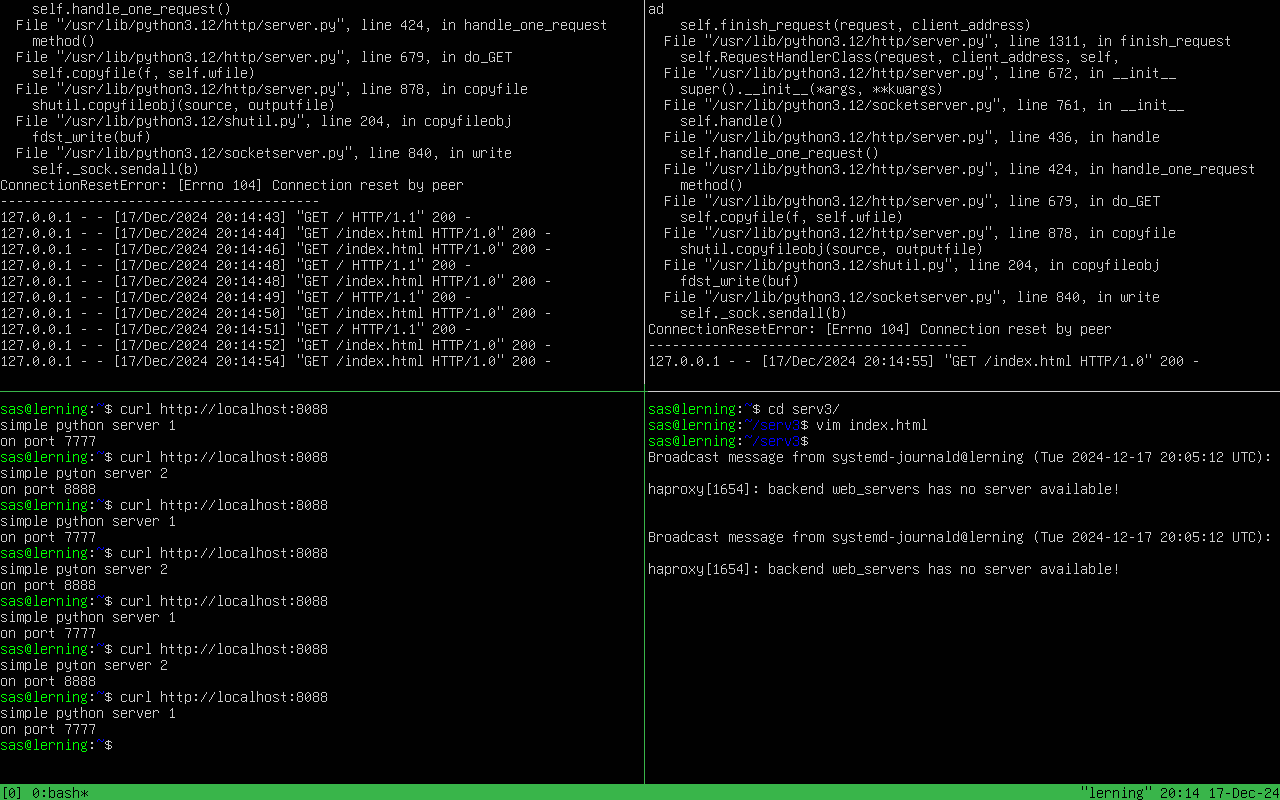 self.handle_one_request()
  File "/usr/lib/python3.12/http/server.py", line 424, in handle_one_request
    method()
  File "/usr/lib/python3.12/http/server.py", line 679, in do_GET
    self.copyfile(f, self.wfile)
  File "/usr/lib/python3.12/http/server.py", line 878, in copyfile
    shutil.copyfileobj(source, outputfile)
  File "/usr/lib/python3.12/shutil.py", line 204, in copyfileobj
    fdst_write(buf)
  File "/usr/lib/python3.12/socketserver.py", line 840, in write
    self._sock.sendall(b)
ConnectionResetError: [Errno 104] Connection reset by peer
----------------------------------------
127.0.0.1 - - [17/Dec/2024 20:14:43] "GET / HTTP/1.1" 200 -
127.0.0.1 - - [17/Dec/2024 20:14:44] "GET /index.html HTTP/1.0" 200 -
127.0.0.1 - - [17/Dec/2024 20:14:46] "GET /index.html HTTP/1.0" 200 -
127.0.0.1 - - [17/Dec/2024 20:14:48] "GET / HTTP/1.1" 200 -
127.0.0.1 - - [17/Dec/2024 20:14:48] "GET /index.html HTTP/1.0" 200 -
127.0.0.1 - - [17/Dec/2024 20:14:49] "GET / HTTP/1.1" 200 -
127.0.0.1 - - [17/Dec/2024 20:14:50] "GET /index.html HTTP/1.0" 200 -
127.0.0.1 - - [17/Dec/2024 20:14:51] "GET / HTTP/1.1" 200 -
127.0.0.1 - - [17/Dec/2024 20:14:52] "GET /index.html HTTP/1.0" 200 -
127.0.0.1 - - [17/Dec/2024 20:14:54] "GET /index.html HTTP/1.0" 200 -
ad
    self.finish_request(request, client_address)
  File "/usr/lib/python3.12/http/server.py", line 1311, in finish_request
    self.RequestHandlerClass(request, client_address, self,
  File "/usr/lib/python3.12/http/server.py", line 672, in __init__
    super().__init__(*args, **kwargs)
  File "/usr/lib/python3.12/socketserver.py", line 761, in __init__
    self.handle()
  File "/usr/lib/python3.12/http/server.py", line 436, in handle
    self.handle_one_request()
  File "/usr/lib/python3.12/http/server.py", line 424, in handle_one_request
    method()
  File "/usr/lib/python3.12/http/server.py", line 679, in do_GET
    self.copyfile(f, self.wfile)
  File "/usr/lib/python3.12/http/server.py", line 878, in copyfile
    shutil.copyfileobj(source, outputfile)
  File "/usr/lib/python3.12/shutil.py", line 204, in copyfileobj
    fdst_write(buf)
  File "/usr/lib/python3.12/socketserver.py", line 840, in write
    self._sock.sendall(b)
ConnectionResetError: [Errno 104] Connection reset by peer
----------------------------------------
127.0.0.1 - - [17/Dec/2024 20:14:55] "GET /index.html HTTP/1.0" 200 -
sas@lerning:~$ curl http://localhost:8088
simple python server 1
on port 7777
sas@lerning:~$ curl http://localhost:8088
simple pyton server 2
on port 8888
sas@lerning:~$ curl http://localhost:8088
simple python server 1
on port 7777
sas@lerning:~$ curl http://localhost:8088
simple pyton server 2
on port 8888
sas@lerning:~$ curl http://localhost:8088
simple python server 1
on port 7777
sas@lerning:~$ curl http://localhost:8088
simple pyton server 2
on port 8888
sas@lerning:~$ curl http://localhost:8088
simple python server 1
on port 7777
sas@lerning:~$
sas@lerning:~$ cd serv3/
sas@lerning:~/serv3$ vim index.html
sas@lerning:~/serv3$
Broadcast message from systemd-journald@lerning (Tue 2024-12-17 20:05:12 UTC):
haproxy[1654]: backend web_servers has no server available!
Broadcast message from systemd-journald@lerning (Tue 2024-12-17 20:05:12 UTC):
haproxy[1654]: backend web_servers has no server available!
[0] 0:bash* "lerning" 20:14 17-Dec-24